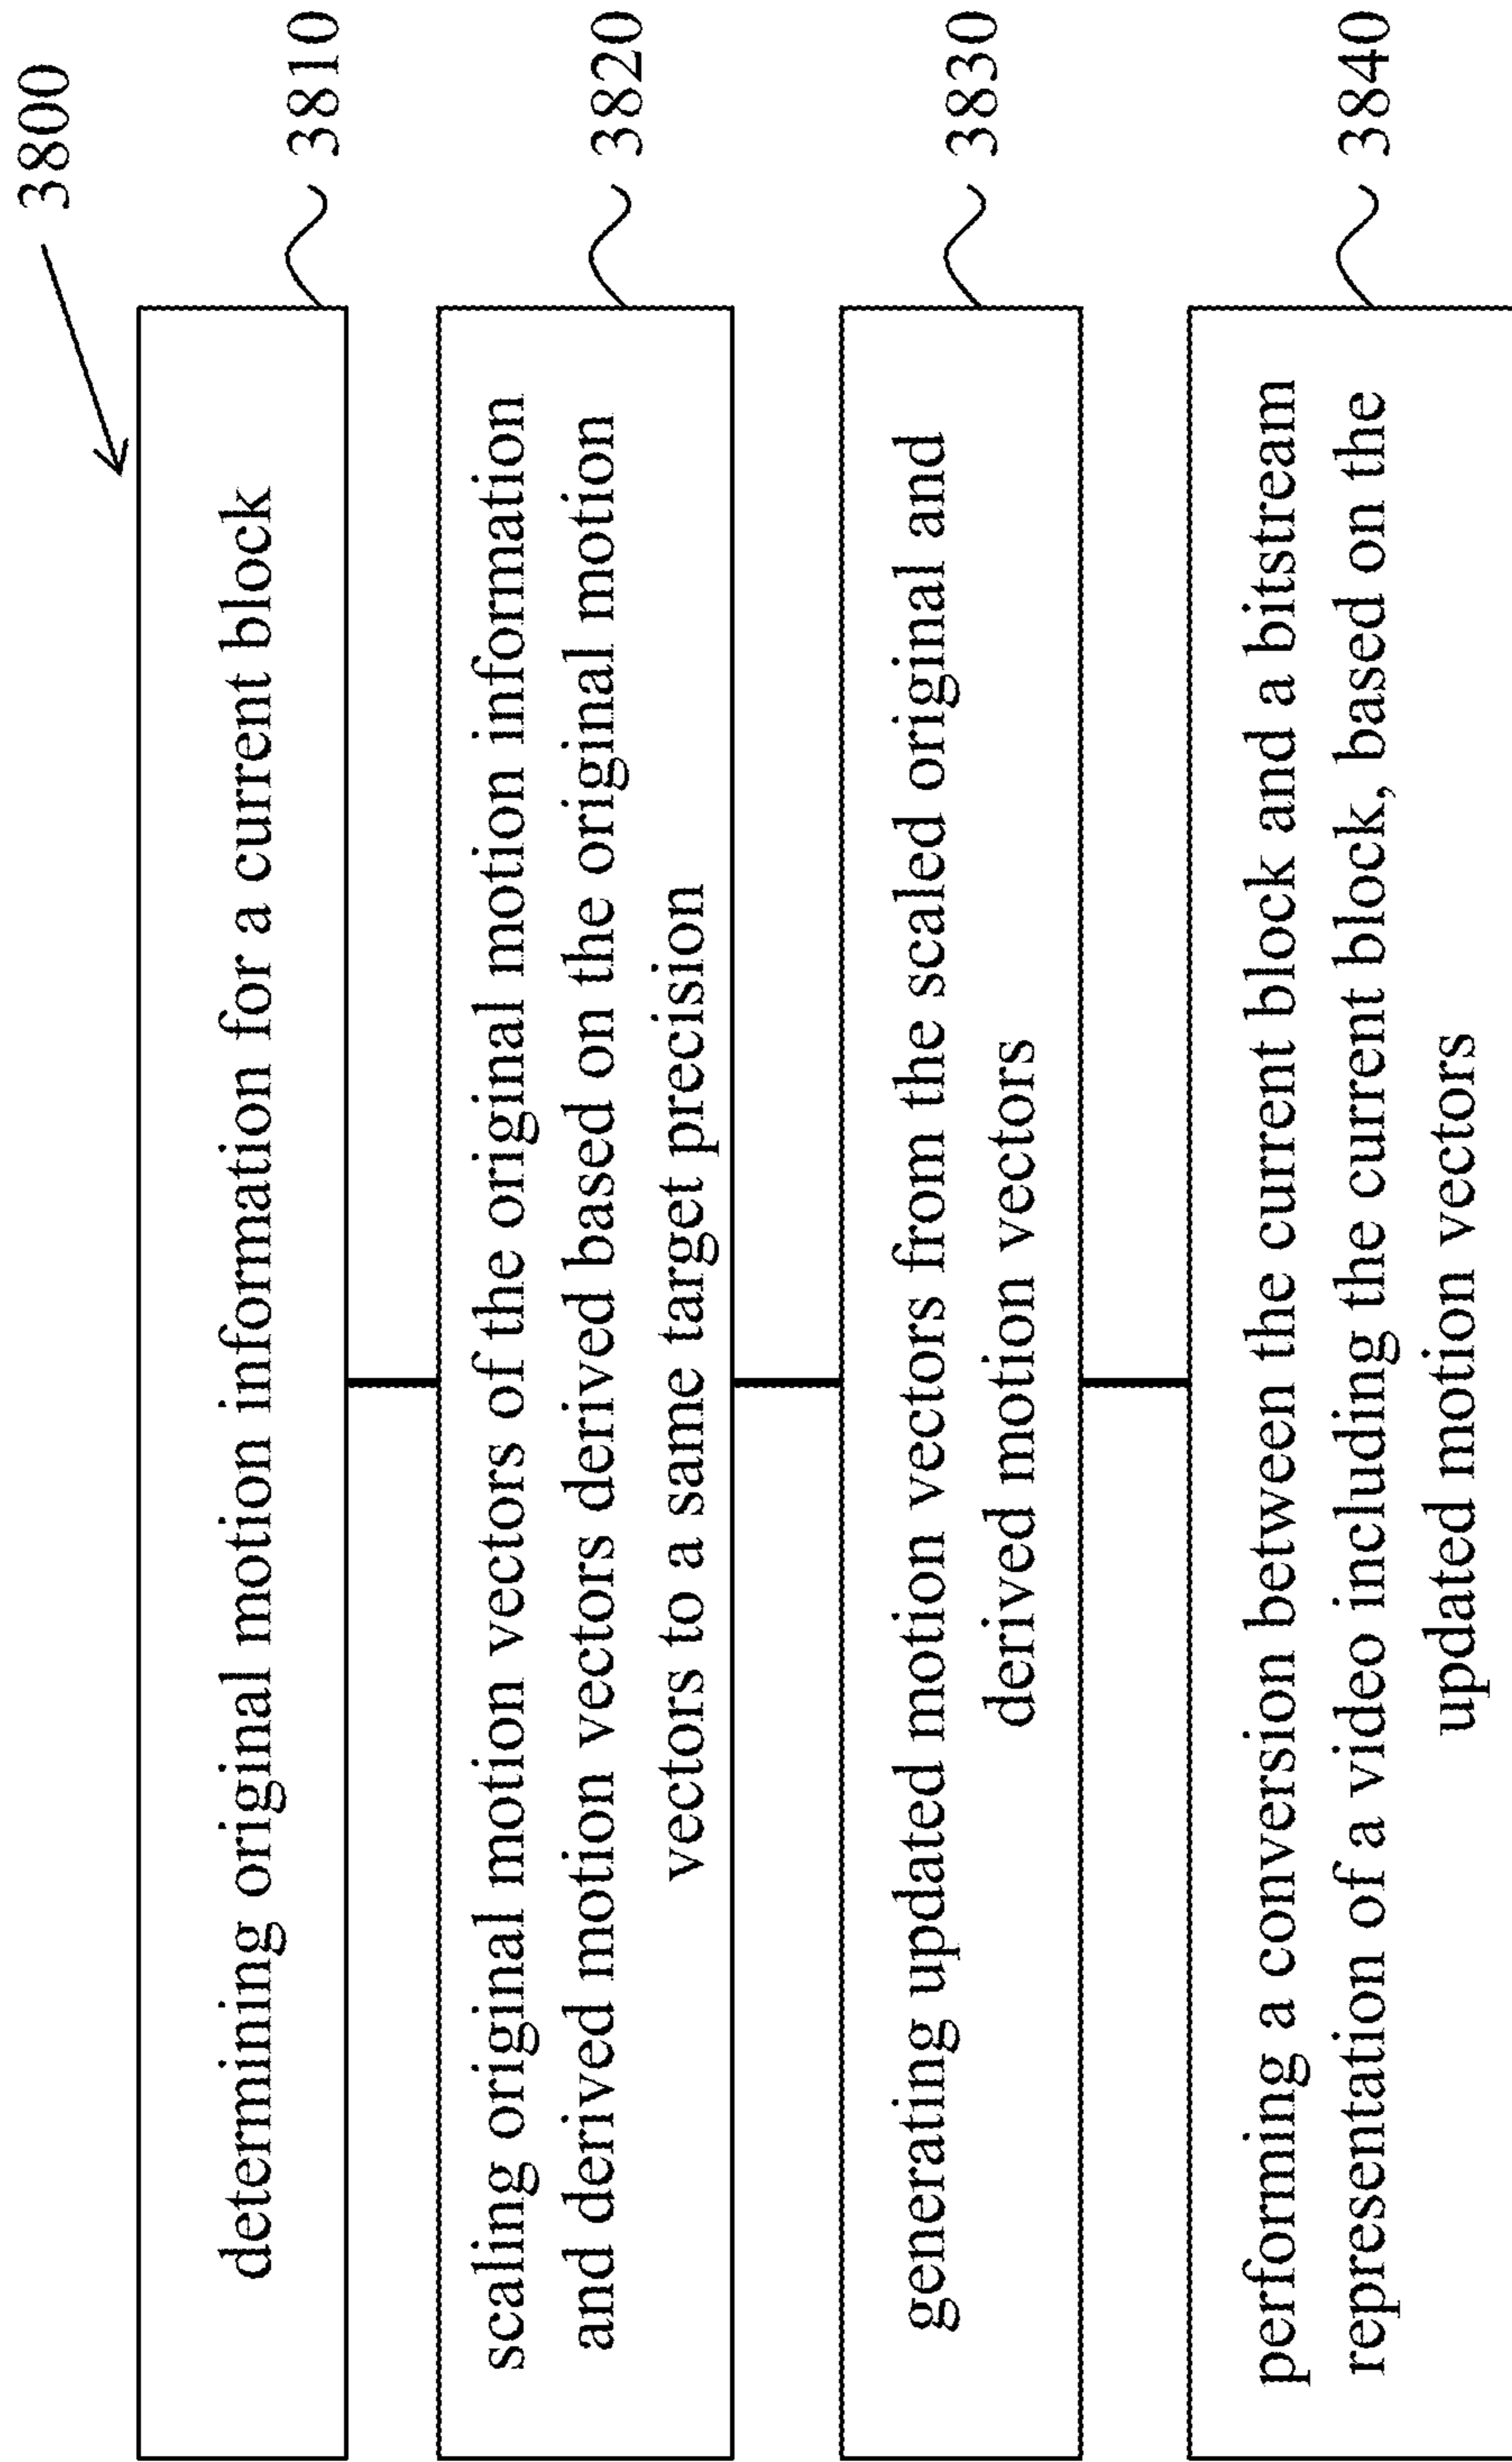 3800
determining original motion information for a current block
3810
scaling original motion vectors of the original motion information
and derived motion vectors derived based on the original motion
vectors to a same target precision
3820
generating updated motion vectors from the scaled original and
derived motion vectors
3830
performing a conversion between the current block and a bitstream
representation of a video including the current block, based on the
updated motion vectors
3840